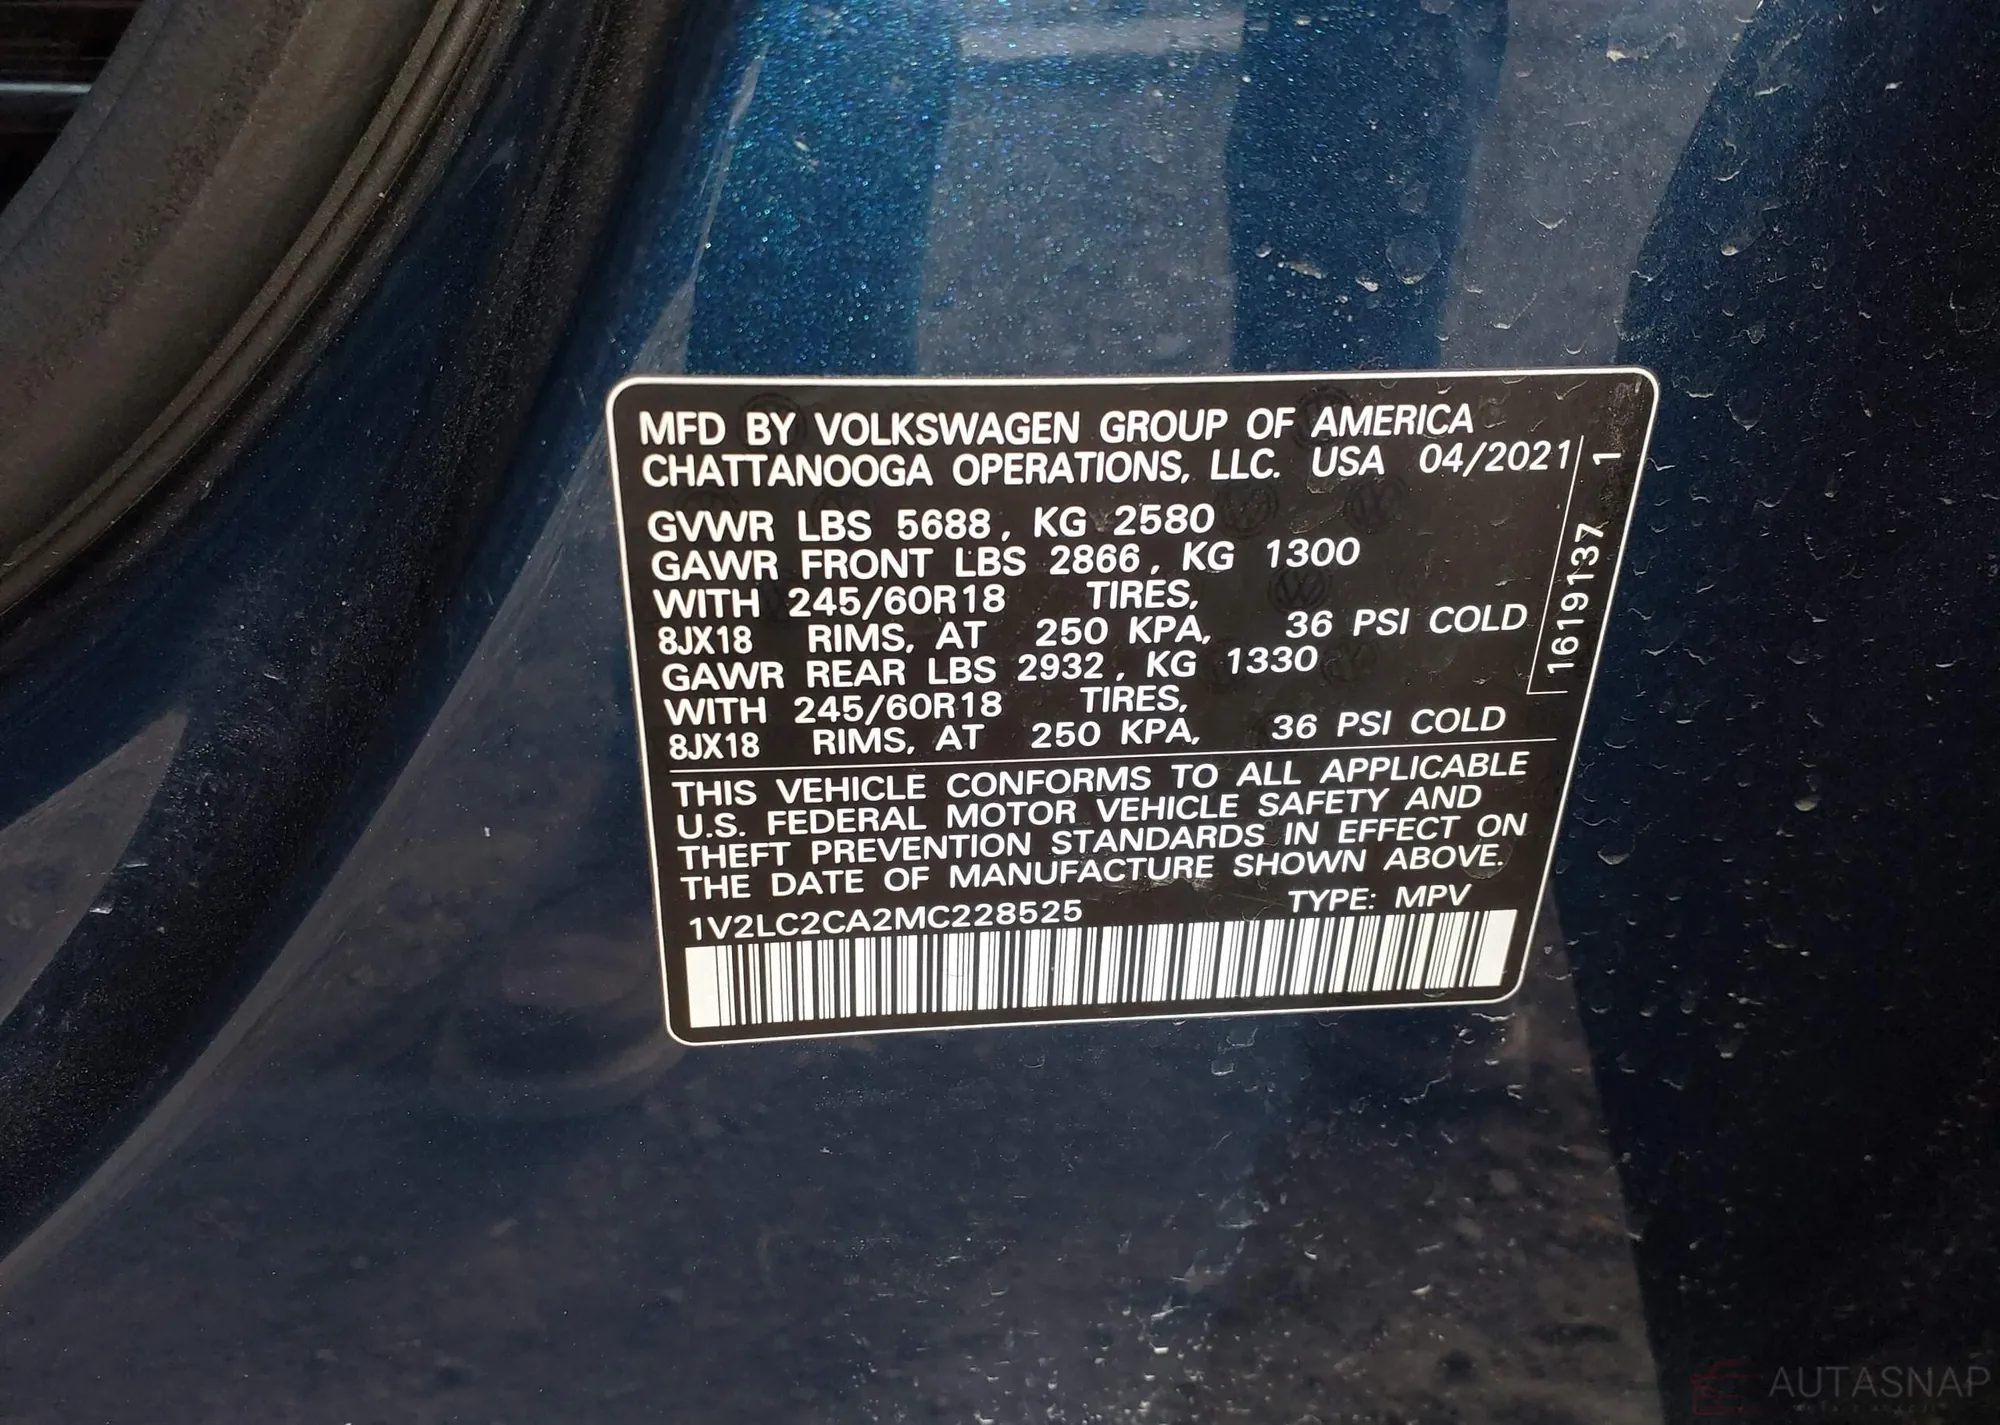 MFD BY VOLKSWAGEN GROUP OF AMERICA
CHATTANOOGA OPERATIONS, LLC. USA 04/2021
GVWR LBS 5688, KG 2580
GAWR FRONT LBS 2866, KG 1300
WITH 245/60R18 TIRES,
8JX18 RIMS, AT 250 KPA, 36 PSI COLD
GAWR REAR LBS 2932, KG 1330
WITH 245/60R18 TIRES,
8JX18 RIMS, AT 250 KPA, 36 PSI COLD
1619137 1
THIS VEHICLE CONFORMS TO ALL APPLICABLE
U.S. FEDERAL MOTOR VEHICLE SAFETY AND
THEFT PREVENTION STANDARDS IN EFFECT ON
THE DATE OF MANUFACTURE SHOWN ABOVE.
1V2LC2CA2MC228525 TYPE: MPV
AUTASNAP